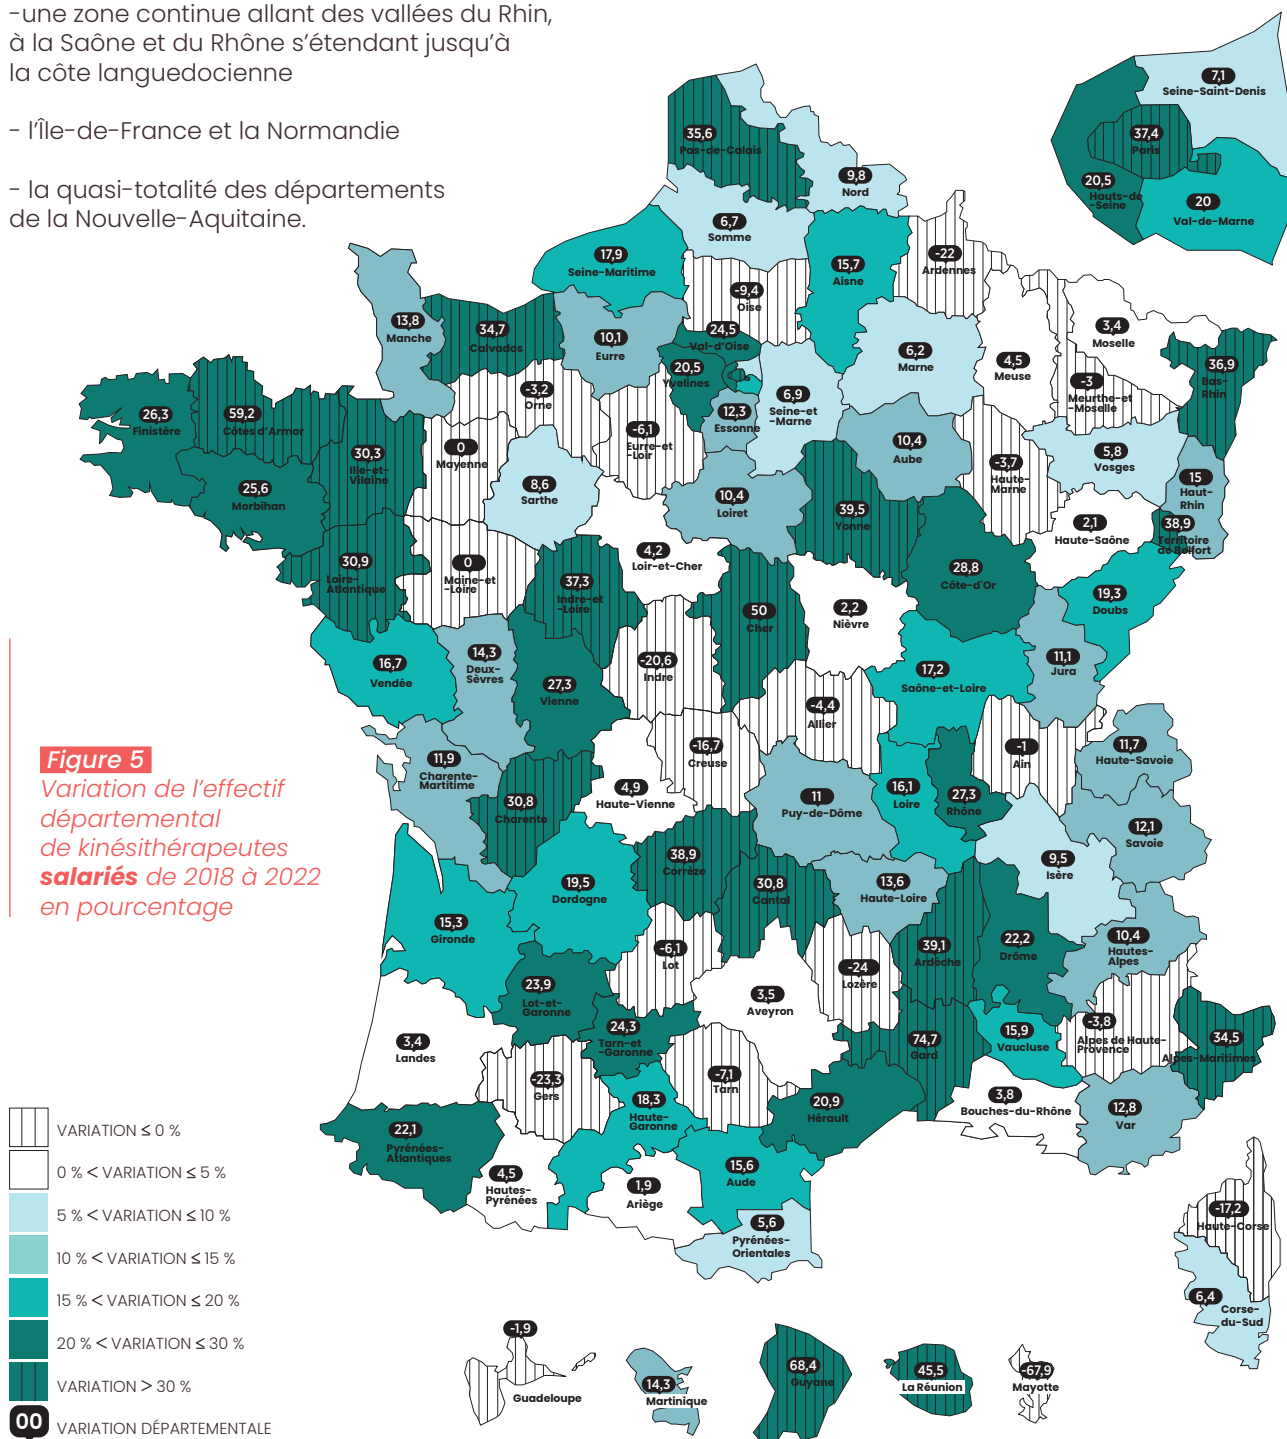 -une zone continue allant des vallées du Rhin,
à la Saône et du Rhône s’étendant jusqu’à
la côte languedocienne
- l’Île-de-France et la Normandie
- la quasi-totalité des départements
de la Nouvelle-Aquitaine.
7,1
Seine-Saint-Denis
37,4
Paris
20,5
Hauts-de
-Seine
20
Val-de-Marne
35,6
Pas-de-Calais
9,8
Nord
6,7
Somme
17,9
Seine-Maritime
15,7
Aisne
-22
Ardennes
-9,4
Oise
13,8
Manche
34,7
Calvados
10,1
Eurre
24,5
Val-d’Oise
20,5
Yvelines
12,3
Essonne
6,9
Seine-et
-Marne
6,2
Marne
4,5
Meuse
3,4
Moselle
-3
Meurthe-et
-Moselle
36,9
Bas-
Rhin
26,3
Finistère
59,2
Côtes d’Armor
30,3
Ille-et-
Vilaine
25,6
Morbihan
-3,2
Orne
0
Mayenne
8,6
Sarthe
-6,1
Eurre-et
-Loir
10,4
Loiret
10,4
Aube
-3,7
Haute-
Marne
5,8
Vosges
15
Haut-
Rhin
39,5
Yonne
2,1
Haute-Saône
38,9
Territoire
de Belfort
30,9
Loire-
Atlantique
0
Maine-et
-Loire
37,3
Indre-et
-Loire
4,2
Loir-et-Cher
50
Cher
2,2
Nièvre
28,8
Côte-d’Or
19,3
Doubs
16,7
Vendée
14,3
Deux-
Sèvres
27,3
Vienne
-20,6
Indre
-4,4
Allier
17,2
Saône-et-Loire
11,1
Jura
11,9
Charente-
Martitime
30,8
Charente
4,9
Haute-Vienne
-16,7
Creuse
11
Puy-de-Dôme
16,1
Loire
27,3
Rhône
-1
Ain
11,7
Haute-Savoie
12,1
Savoie
Figure 5
Variation de l’effectif
départemental
de kinésithérapeutes
salariés de 2018 à 2022
en pourcentage
15,3
Gironde
19,5
Dordogne
38,9
Corrèze
30,8
Cantal
13,6
Haute-Loire
9,5
Isère
39,1
Ardèche
22,2
Drôme
10,4
Hautes-
Alpes
23,9
Lot-et-
Garonne
-6,1
Lot
3,5
Aveyron
-24
Lozère
3,4
Landes
24,3
Tarn-et
-Garonne
-23,3
Gers
-7,1
Tarn
74,7
Gard
15,9
Vaucluse
-3,8
Alpes de Haute-
Provence
34,5
Alpes-Maritimes
22,1
Pyrénées-
Atlantiques
4,5
Hautes-
Pyrénées
18,3
Haute-
Garonne
1,9
Ariège
15,6
Aude
5,6
Pyrénées-
Orientales
20,9
Hérault
3,8
Bouches-du-Rhône
12,8
Var
-17,2
Haute-Corse
6,4
Corse-
du-Sud
-1,9
Guadeloupe
14,3
Martinique
68,4
Guyane
45,5
La Réunion
-67,9
Mayotte
VARIATION ≤ 0 %
0 % < VARIATION ≤ 5 %
5 % < VARIATION ≤ 10 %
10 % < VARIATION ≤ 15 %
15 % < VARIATION ≤ 20 %
20 % < VARIATION ≤ 30 %
VARIATION > 30 %
00 VARIATION DÉPARTEMENTALE